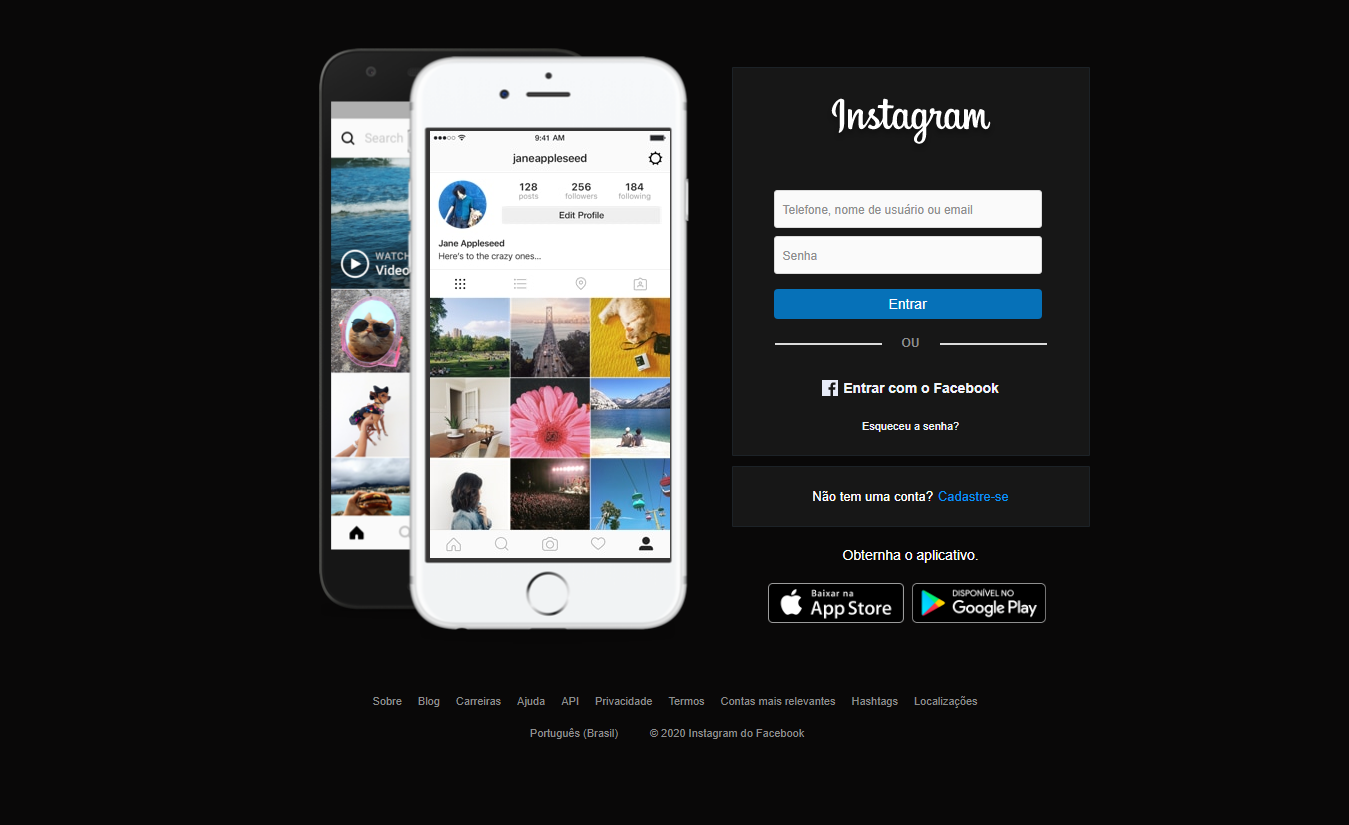 Search
WATCH
Video
9:41 AM
janeappleseed
128 256 184
posts followers following
Edit Profile
Jane Appleseed
Here's to the crazy ones...
Instagram
Telefone, nome de usuário ou email
Senha
Entrar
OU
Entrar com o Facebook
Esqueceu a senha?
Não tem uma conta? Cadastre-se
Obternha o aplicativo.
Baixar na
App Store
DISPONÍVEL NO
Google Play
Sobre Blog Carreiras Ajuda API Privacidade Termos Contas mais relevantes Hashtags Localizações
Português (Brasil) © 2020 Instagram do Facebook